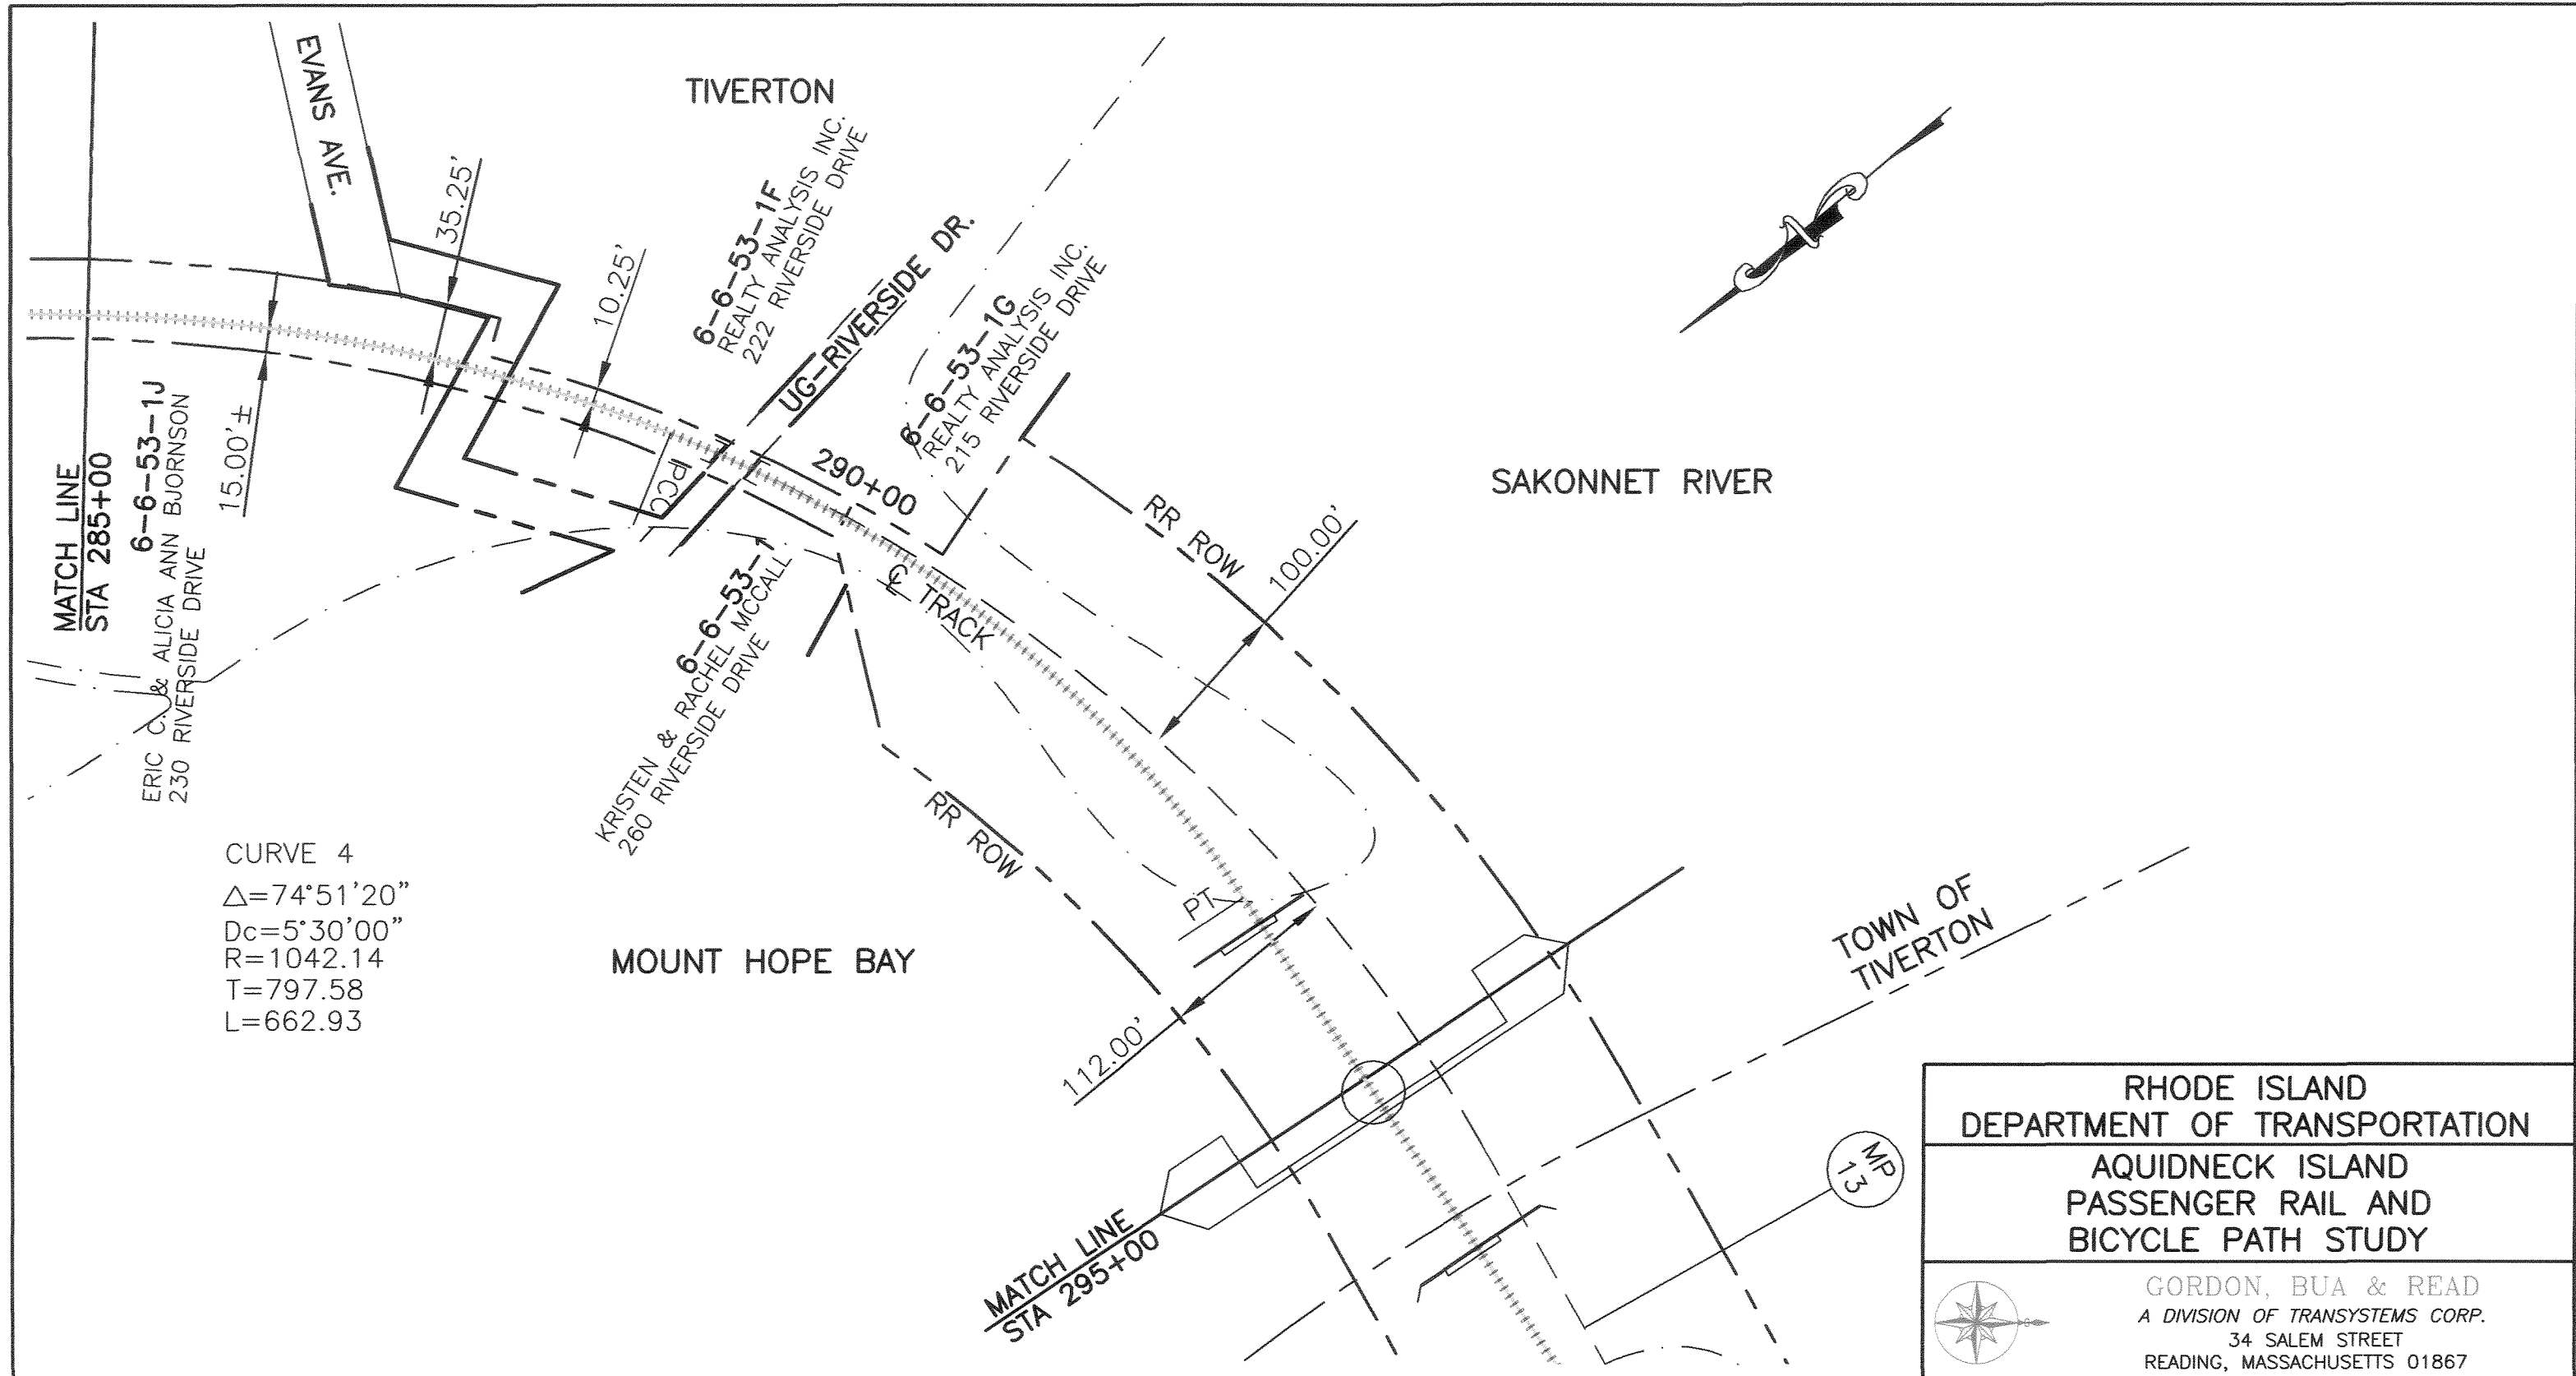 EVANS AVE.
TIVERTON
35.25'
10.25'
6-6-53-1F
REALTY ANALYSIS INC.
222 RIVERSIDE DRIVE
UG-RIVERSIDE DR.
6-6-53-1G
REALTY ANALYSIS INC.
215 RIVERSIDE DRIVE
SAKONNET RIVER
MATCH LINE
STA 285+00
6-6-53-1J
ERIC C. & ALICIA ANN BJORNSON
230 RIVERSIDE DRIVE
15.00'±
PCC
290+00
RR ROW
100.00'
℄ TRACK
6-6-53-1
KRISTEN & RACHEL MCCALL
260 RIVERSIDE DRIVE
RR ROW
CURVE 4
△=74°51'20"
Dc=5°30'00"
R=1042.14
T=797.58
L=662.93
MOUNT HOPE BAY
PT
112.00'
TOWN OF
TIVERTON
MATCH LINE
STA 295+00
MP
13
RHODE ISLAND
DEPARTMENT OF TRANSPORTATION
AQUIDNECK ISLAND
PASSENGER RAIL AND
BICYCLE PATH STUDY
GORDON, BUA & READ
A DIVISION OF TRANSYSTEMS CORP.
34 SALEM STREET
READING, MASSACHUSETTS 01867